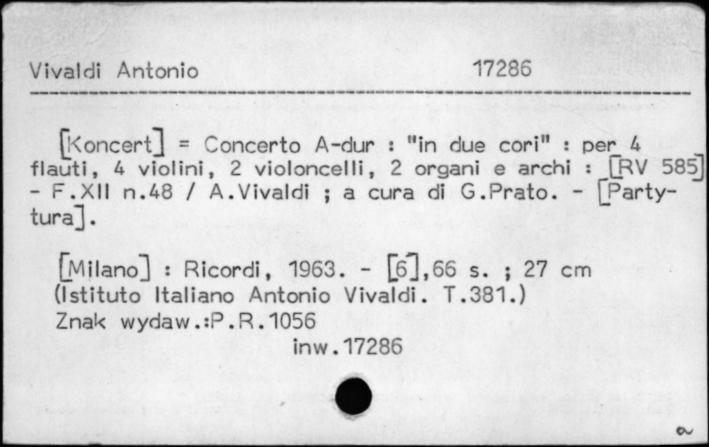 Vivaldi Antonio 17286
[Koncert] = Concerto A-dur : "in due cori" : per 4
flauti, 4 violini, 2 violoncelli, 2 organi e archi : [RV 585]
- F.XII n.48 / A.Vivaldi ; a cura di G.Prato. - [Party-
tura].
[Milano] : Ricordi, 1963. - [6],66 s. ; 27 cm
(Istituto Italiano Antonio Vivaldi. T.381.)
Znak wydaw.:P.R.1056
inw.17286
a